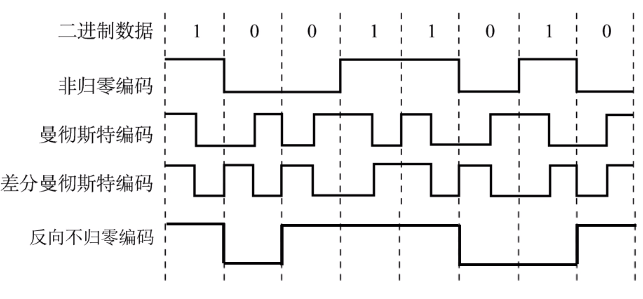 二进制数据 1 0 0 1 1 0 1 0
非归零编码
曼彻斯特编码
差分曼彻斯特编码
反向不归零编码